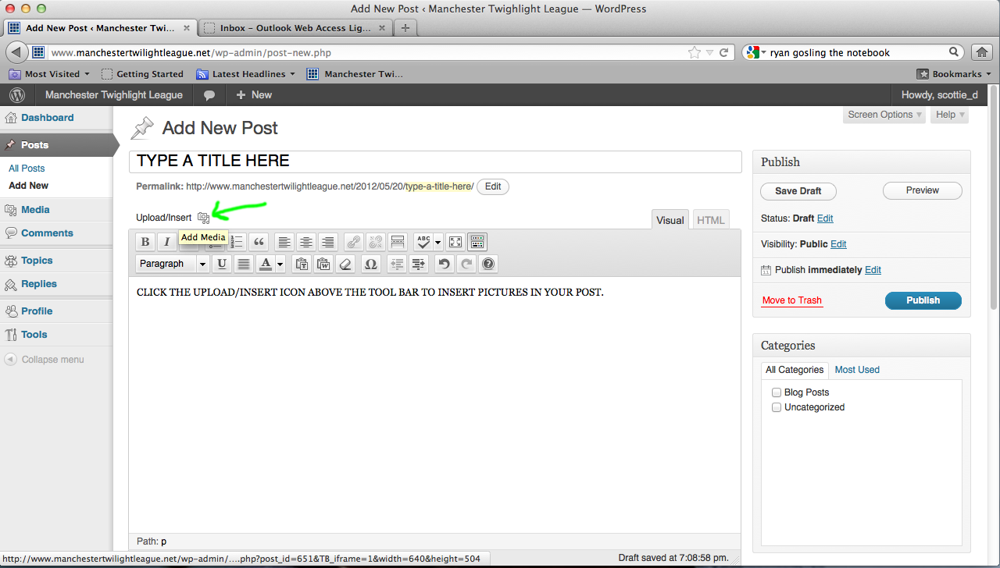 Add New Post ‹ Manchester Twighlight League — WordPress
Add New Post ‹ Manchester Twi...
Inbox – Outlook Web Access Lig...
www.manchestertwilightleague.net/wp-admin/post-new.php
ryan gosling the notebook
Most Visited
Getting Started
Latest Headlines
Manchester Twi...
Bookmarks
Manchester Twighlight League
New
Howdy, scottie_d
Dashboard
Posts
All Posts
Add New
Media
Comments
Topics
Replies
Profile
Tools
Collapse menu
Screen Options
Help
Add New Post
TYPE A TITLE HERE
Permalink: http://www.manchestertwilightleague.net/2012/05/20/type-a-title-here/ Edit
Upload/Insert
Visual
HTML
Add Media
B I
ABC
Paragraph
U
A
Ω
CLICK THE UPLOAD/INSERT ICON ABOVE THE TOOL BAR TO INSERT PICTURES IN YOUR POST.
Path: p
Draft saved at 7:08:58 pm.
Publish
Save Draft
Preview
Status: Draft Edit
Visibility: Public Edit
Publish immediately Edit
Move to Trash
Publish
Categories
All Categories
Most Used
Blog Posts
Uncategorized
http://www.manchestertwilightleague.net/wp-admin/....php?post_id=651&TB_iframe=1&width=640&height=504